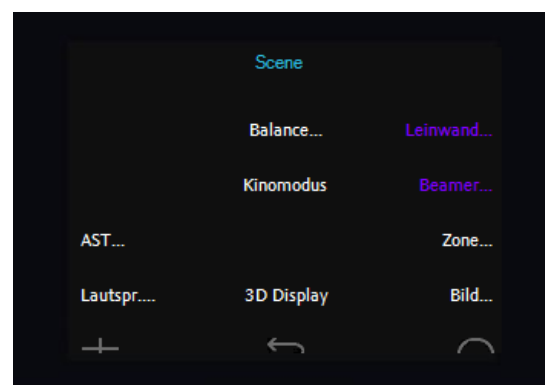 Scene
Balance... Leinwand...
Kinomodus Beamer...
AST... Zone...
Lautspr.... 3D Display Bild...